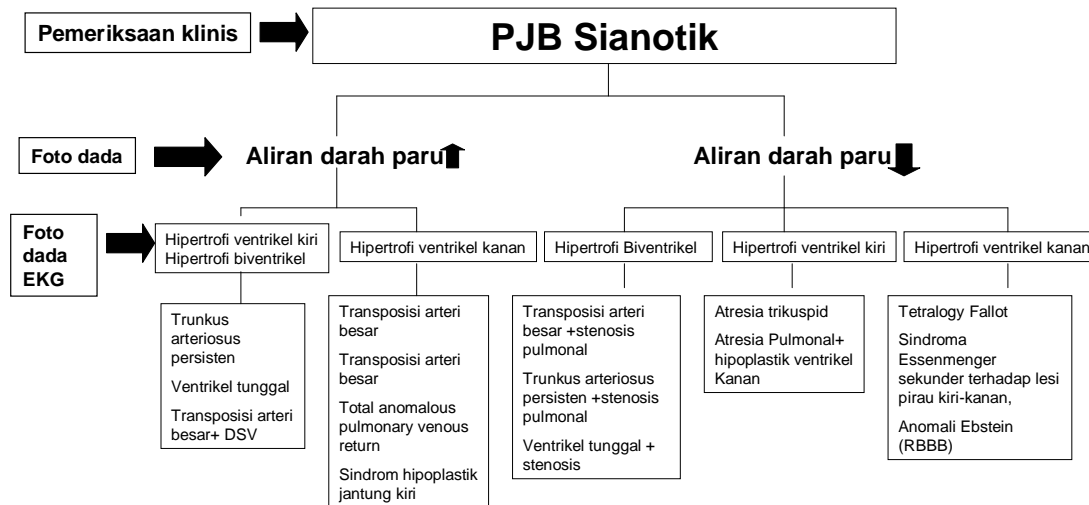 Pemeriksaan klinis
PJB Sianotik
Foto dada
Aliran darah paru
Aliran darah paru
Foto
dada
EKG
Hipertrofi ventrikel kiri
Hipertrofi biventrikel
Hipertrofi ventrikel kanan
Hipertrofi Biventrikel
Hipertrofi ventrikel kiri
Hipertrofi ventrikel kanan
Trunkus
arteriosus
persisten
Ventrikel tunggal
Transposisi arteri
besar+ DSV
Transposisi arteri
besar
Transposisi arteri
besar
Total anomalous
pulmonary venous
return
Sindrom hipoplastik
jantung kiri
Transposisi arteri
besar +stenosis
pulmonal
Trunkus arteriosus
persisten +stenosis
pulmonal
Ventrikel tunggal +
stenosis
Atresia trikuspid
Atresia Pulmonal+
hipoplastik ventrikel
Kanan
Tetralogy Fallot
Sindroma
Essenmenger
sekunder terhadap lesi
pirau kiri-kanan,
Anomali Ebstein
(RBBB)